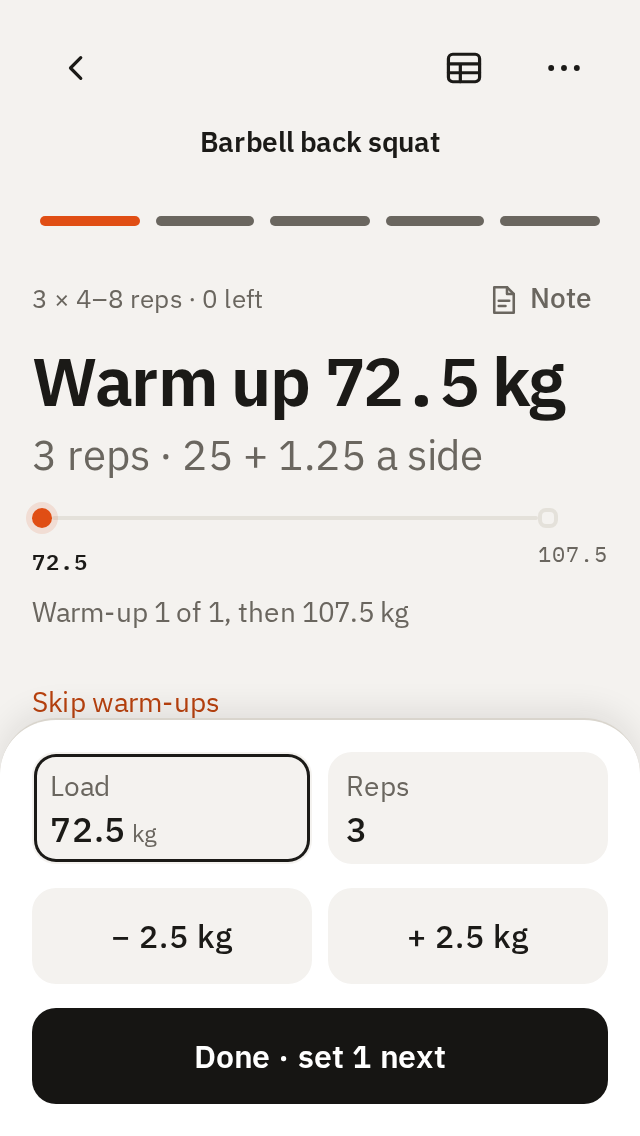 Barbell back squat
3 × 4–8 reps · 0 left
Note
Warm up 72.5 kg
3 reps · 25 + 1.25 a side
72.5
107.5
Warm-up 1 of 1, then 107.5 kg
Skip warm-ups
Load
72.5 kg
Reps
3
− 2.5 kg
+ 2.5 kg
Done · set 1 next